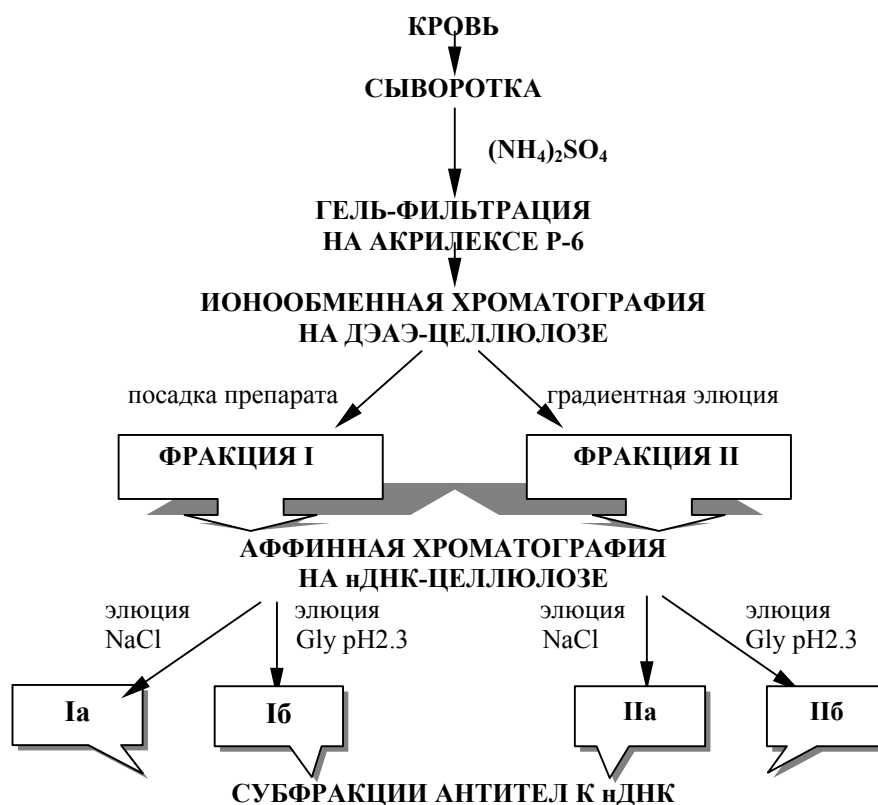 КРОВЬ
СЫВОРОТКА
(NH₄)₂SO₄
ГЕЛЬ-ФИЛЬТРАЦИЯ
НА АКРИЛЕКСЕ Р-6
ИОНООБМЕННАЯ ХРОМАТОГРАФИЯ
НА ДЭАЭ-ЦЕЛЛЮЛОЗЕ
посадка препарата
градиентная элюция
ФРАКЦИЯ I
ФРАКЦИЯ II
АФФИННАЯ ХРОМАТОГРАФИЯ
НА нДНК-ЦЕЛЛЮЛОЗЕ
элюция
NaCl
элюция
Gly pH2.3
элюция
NaCl
элюция
Gly pH2.3
Iа
Iб
IIа
IIб
СУБФРАКЦИИ АНТИТЕЛ К нДНК